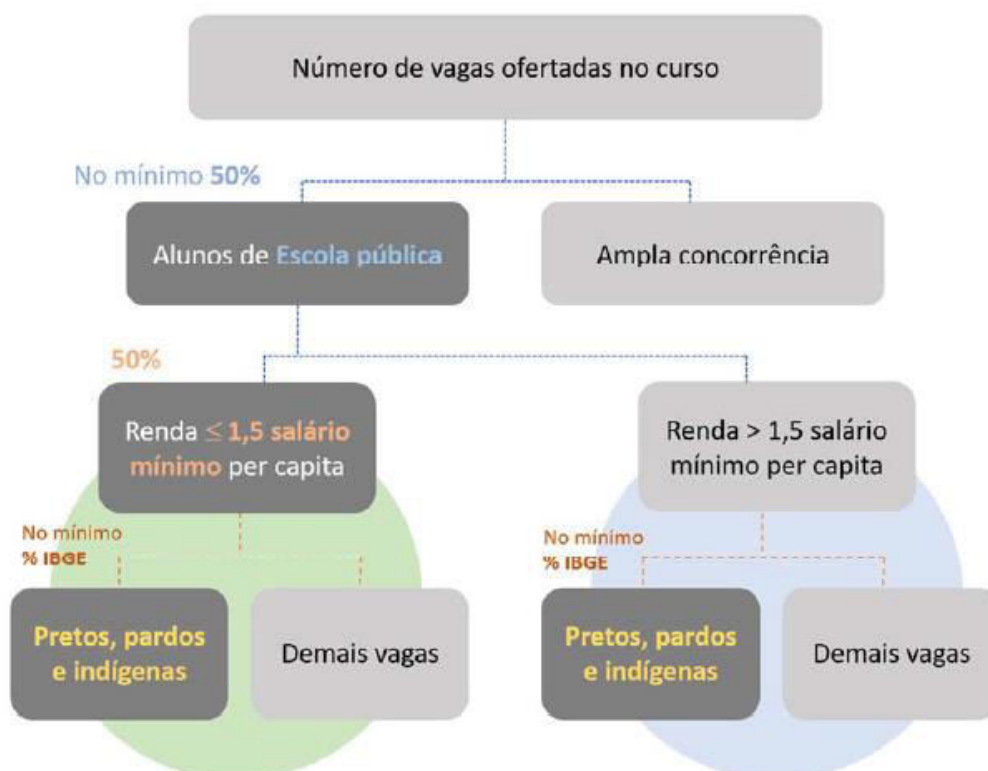 Número de vagas ofertadas no curso
No mínimo 50%
Alunos de Escola pública
Ampla concorrência
50%
Renda ≤ 1,5 salário
mínimo per capita
Renda > 1,5 salário
mínimo per capita
No mínimo
% IBGE
No mínimo
% IBGE
Pretos, pardos
e indígenas
Demais vagas
Pretos, pardos
e indígenas
Demais vagas